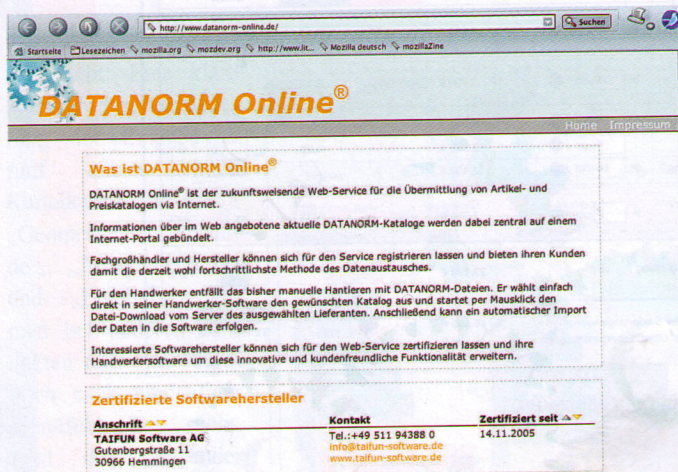 http://www.datanorm-online.de/
Suchen
Startseite Lesezeichen mozilla.org mozdev.org http://www.lit... Mozilla deutsch mozillaZine
DATANORM Online®
Home Impressum
Was ist DATANORM Online®
DATANORM Online® ist der zukunftsweisende Web-Service für die Übermittlung von Artikel- und
Preiskatalogen via Internet.
Informationen über im Web angebotene aktuelle DATANORM-Kataloge werden dabei zentral auf einem
Internet-Portal gebündelt.
Fachgroßhändler und Hersteller können sich für den Service registrieren lassen und bieten ihren Kunden
damit die derzeit wohl fortschrittlichste Methode des Datenaustausches.
Für den Handwerker entfällt das bisher manuelle Hantieren mit DATANORM-Dateien. Er wählt einfach
direkt in seiner Handwerker-Software den gewünschten Katalog aus und startet per Mausklick den
Datei-Download vom Server des ausgewählten Lieferanten. Anschließend kann ein automatischer Import
der Daten in die Software erfolgen.
Interessierte Softwarehersteller können sich für den Web-Service zertifizieren lassen und ihre
Handwerkersoftware um diese innovative und kundenfreundliche Funktionalität erweitern.
Zertifizierte Softwarehersteller
Anschrift Kontakt Zertifiziert seit
TAIFUN Software AG Tel.:+49 511 94388 0 14.11.2005
Gutenbergstraße 11 info@taifun-software.de
30966 Hemmingen www.taifun-software.de